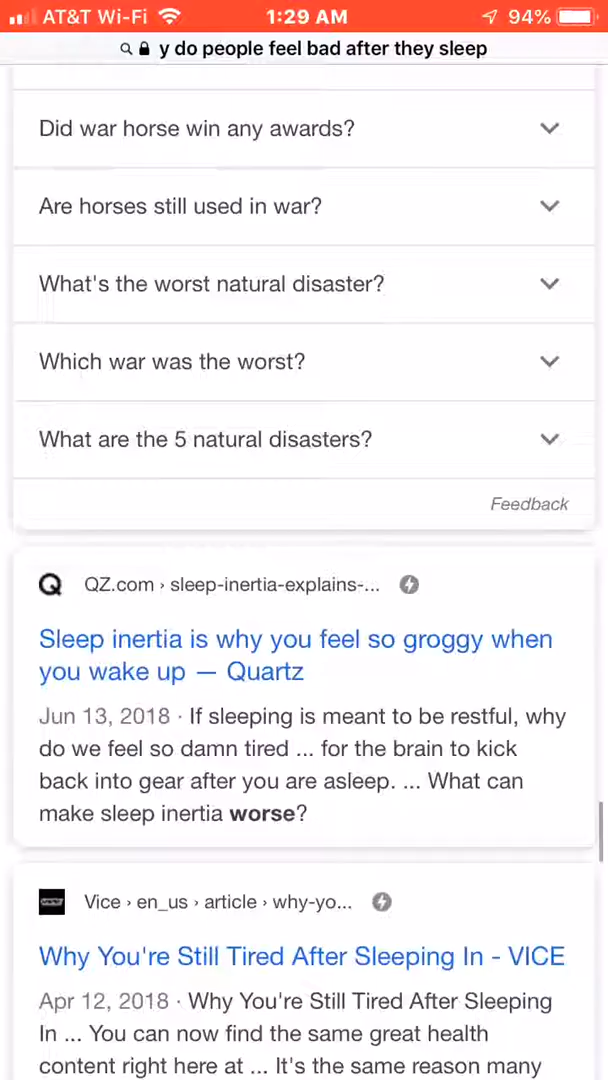 AT&T Wi-Fi 1:29 AM 94%
y do people feel bad after they sleep
Did war horse win any awards?
Are horses still used in war?
What's the worst natural disaster?
Which war was the worst?
What are the 5 natural disasters?
Feedback
QZ.com › sleep-inertia-explains-...
Sleep inertia is why you feel so groggy when
you wake up — Quartz
Jun 13, 2018 · If sleeping is meant to be restful, why
do we feel so damn tired ... for the brain to kick
back into gear after you are asleep. ... What can
make sleep inertia worse?
Vice › en_us › article › why-yo...
Why You're Still Tired After Sleeping In - VICE
Apr 12, 2018 · Why You're Still Tired After Sleeping
In ... You can now find the same great health
content right here at ... It's the same reason many